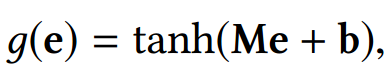 g(e) = tanh(Me + b),